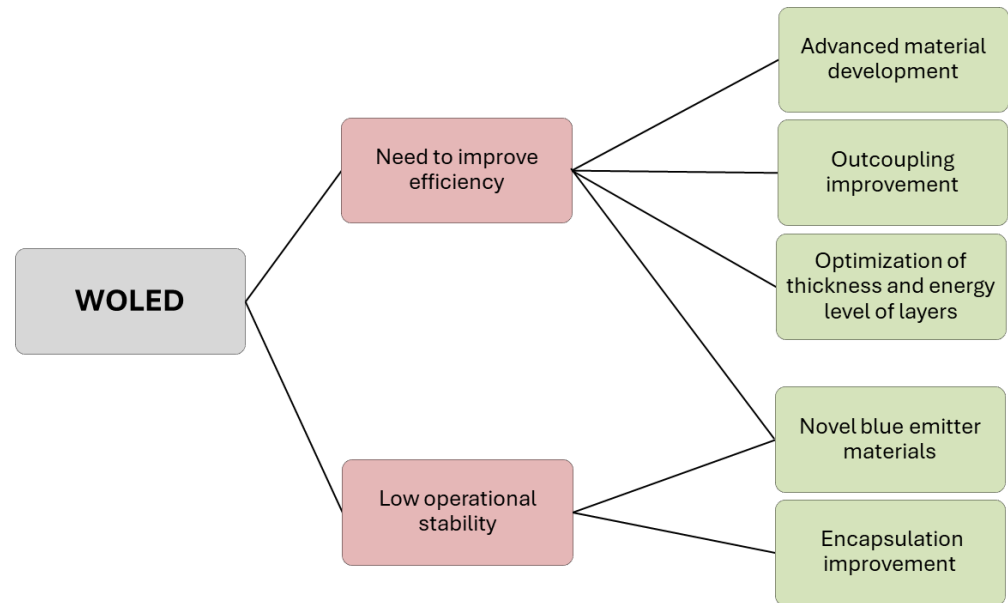 WOLED
Need to improve
efficiency
Low operational
stability
Advanced material
development
Outcoupling
improvement
Optimization of
thickness and energy
level of layers
Novel blue emitter
materials
Encapsulation
improvement